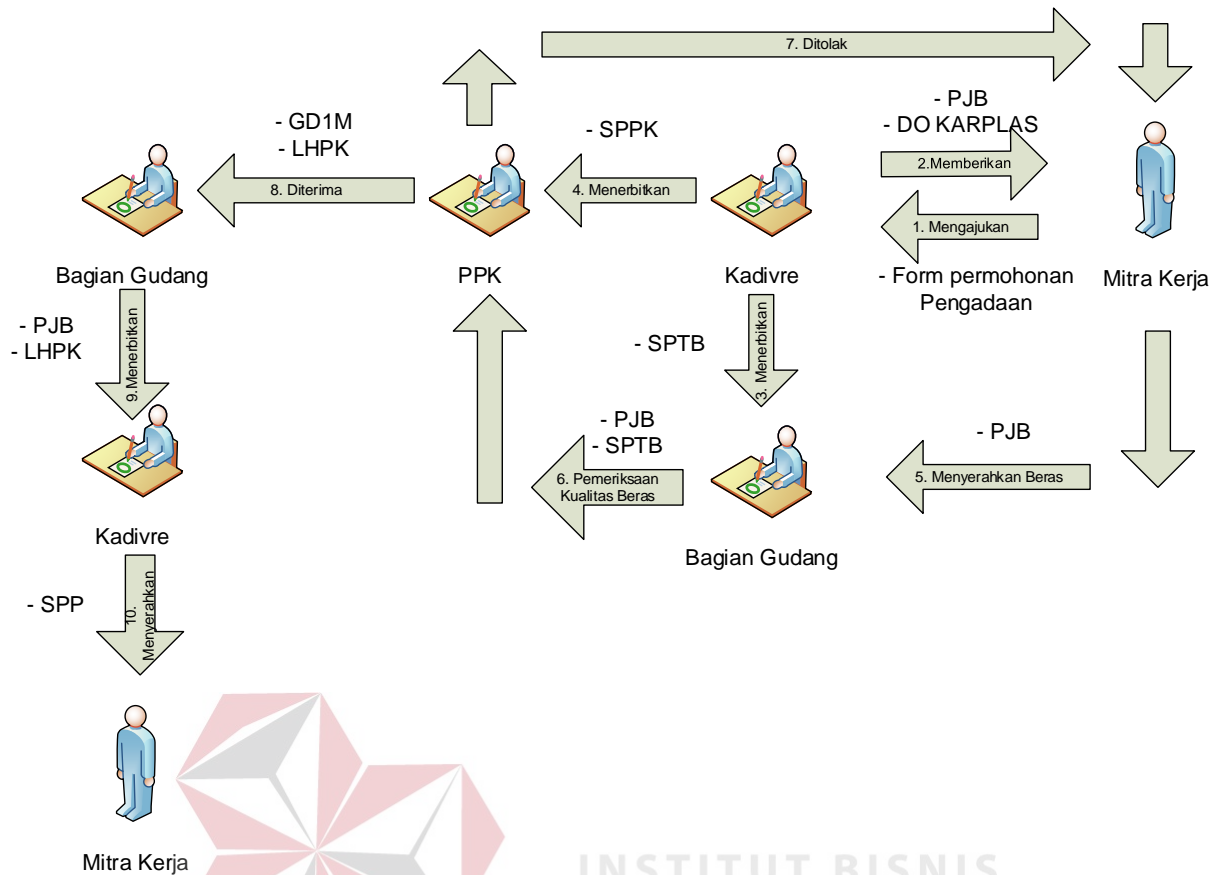 7. Ditolak
- PJB
- DO KARPLAS
- GD1M
- LHPK
- SPPK
2.Memberikan
8. Diterima
4. Menerbitkan
1. Mengajukan
Bagian Gudang
PPK
Kadivre
- Form permohonan
Pengadaan
Mitra Kerja
- PJB
- LHPK
9.Menerbitkan
- SPTB
3. Menerbitkan
- PJB
- SPTB
- PJB
6. Pemeriksaan
Kualitas Beras
5. Menyerahkan Beras
Kadivre
Bagian Gudang
- SPP
10.
Menyerahkan
Mitra Kerja
INSTITUT BISNIS